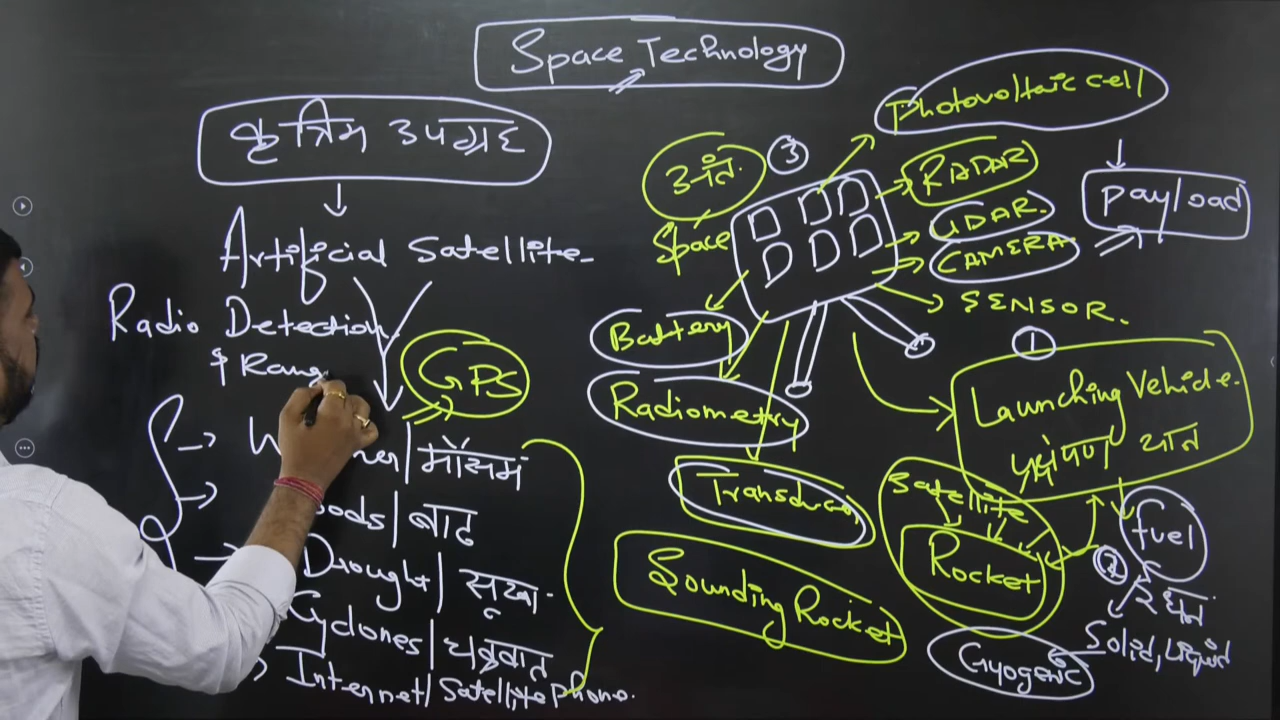 Space Technology
कृत्रिम उपग्रह
Artificial Satellite
Radio Detection
& Rang
GPS
मौसम
बाढ़
Drought / सूखा
Cyclones / चक्रवात
Internet / Satellite phone.
3
अंत.
Space
Photovoltaic cell
RADAR
LIDAR.
CAMERA
SENSOR.
Payload
Battery
Radiometry
Transducer
Sounding Rocket
1
Launching Vehicle.
प्रक्षेपण यान
Satellite
Rocket
fuel
2
ईंधन
Solid, Liquid
Cryogenic